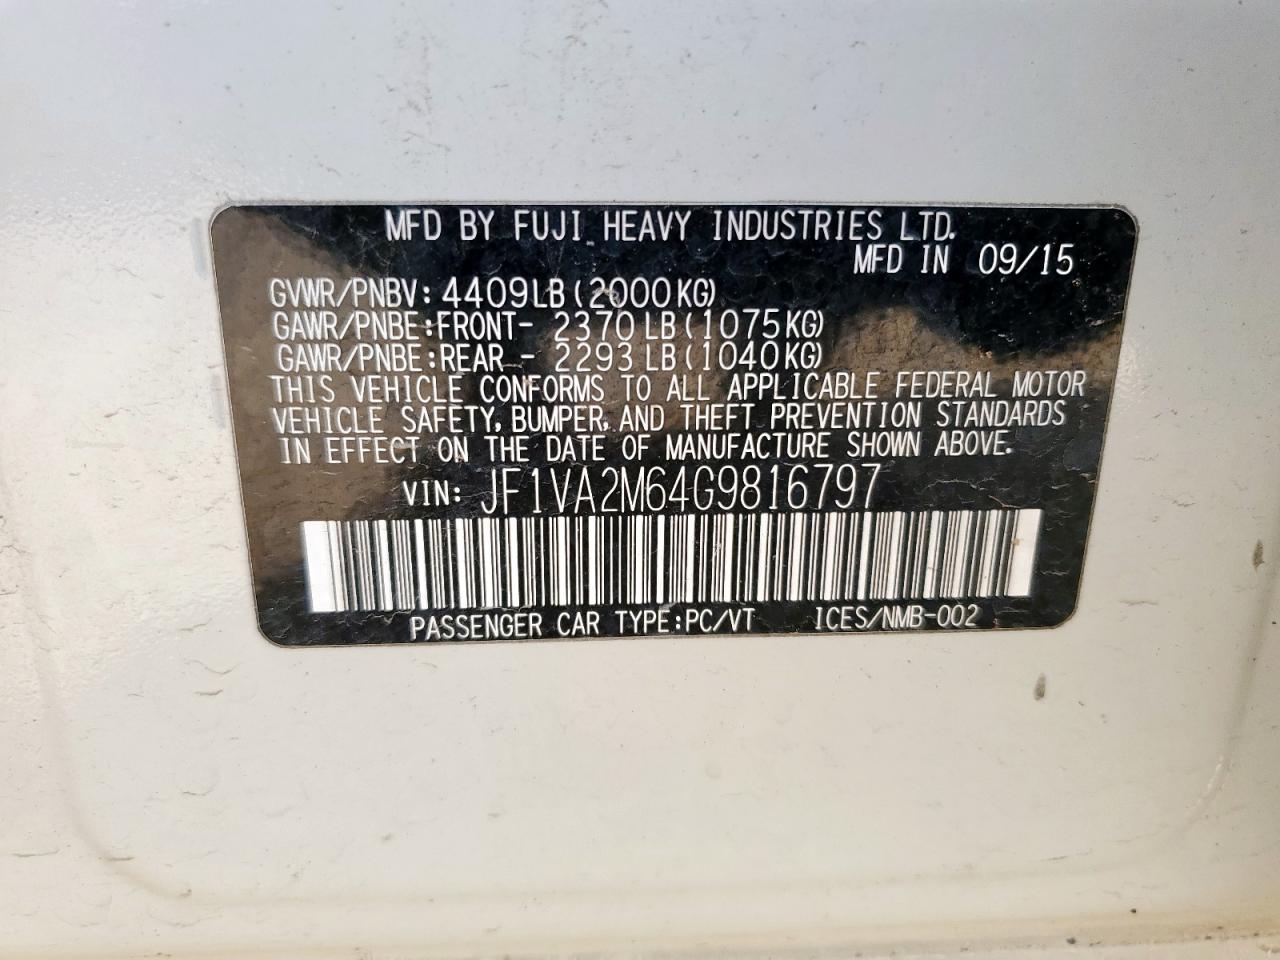 MFD BY FUJI HEAVY INDUSTRIES LTD.
MFD IN 09/15
GVWR/PNBV: 4409LB(2000KG)
GAWR/PNBE:FRONT- 2370LB(1075KG)
GAWR/PNBE:REAR - 2293LB(1040KG)
THIS VEHICLE CONFORMS TO ALL APPLICABLE FEDERAL MOTOR
VEHICLE SAFETY, BUMPER, AND THEFT PREVENTION STANDARDS
IN EFFECT ON THE DATE OF MANUFACTURE SHOWN ABOVE.
VIN: JF1VA2M64G9816797
PASSENGER CAR TYPE:PC/VT ICES/NMB-002